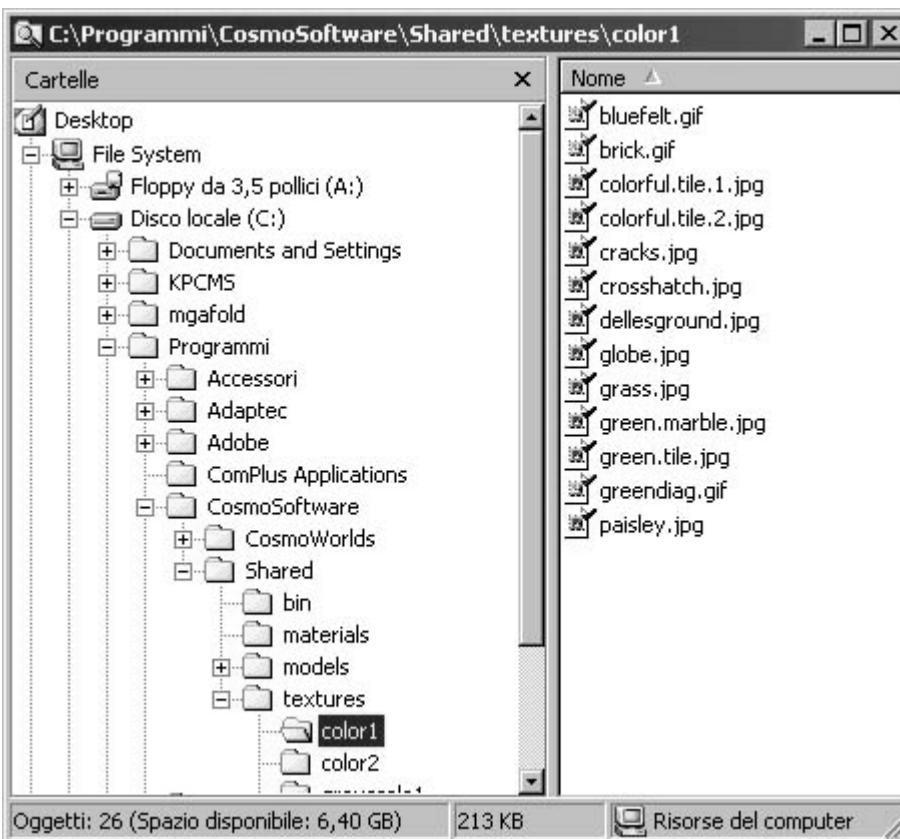 C:\Programmi\CosmoSoftware\Shared\textures\color1
Cartelle
Desktop
File System
Floppy da 3,5 pollici (A:)
Disco locale (C:)
Documents and Settings
KPCMS
mgafold
Programmi
Accessori
Adaptec
Adobe
ComPlus Applications
CosmoSoftware
CosmoWorlds
Shared
bin
materials
models
textures
color1
color2
Nome
bluefelt.gif
brick.gif
colorful.tile.1.jpg
colorful.tile.2.jpg
cracks.jpg
crosshatch.jpg
dellesground.jpg
globe.jpg
grass.jpg
green.marble.jpg
green.tile.jpg
greendiag.gif
paisley.jpg
Oggetti: 26 (Spazio disponibile: 6,40 GB)
213 KB
Risorse del computer